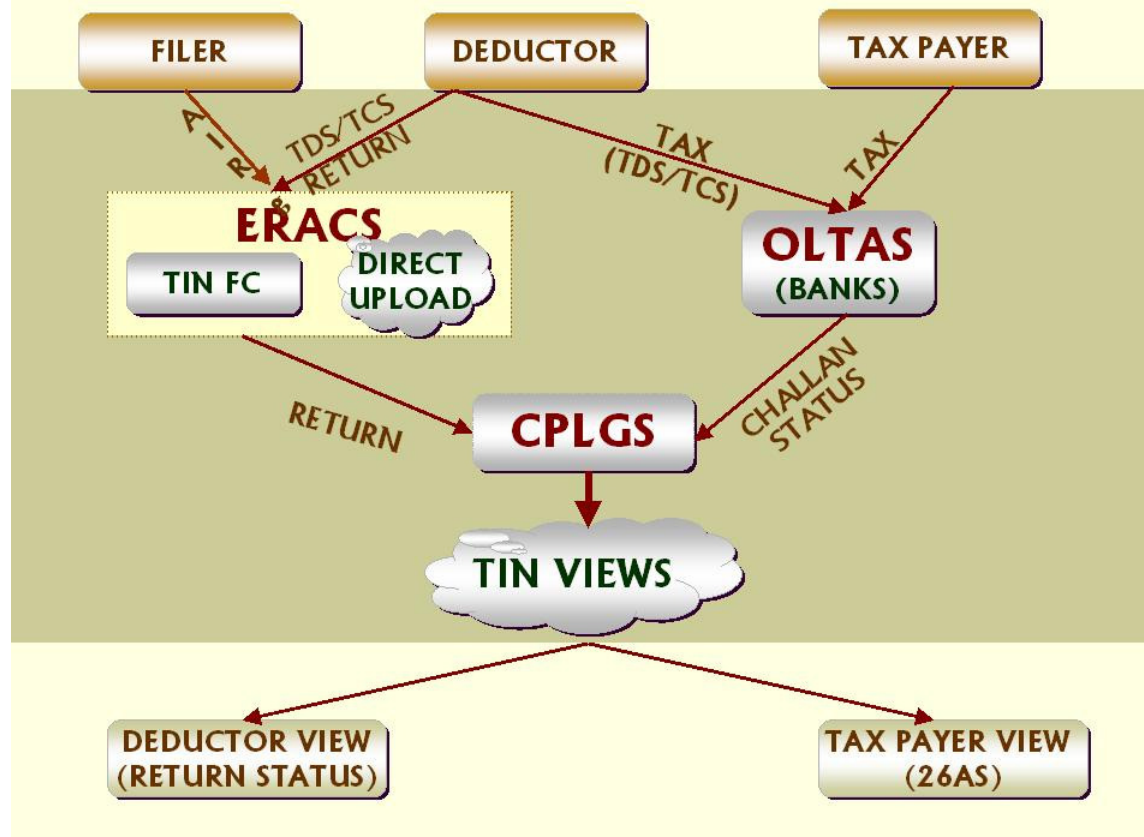 FILER
DEDUCTOR
TAX PAYER
AIRS
TDS/TCS
RETURN
TAX
(TDS/TCS)
TAX
ERACS
TIN FC
DIRECT
UPLOAD
OLTAS
(BANKS)
RETURN
CHALLAN
STATUS
CPLGS
TIN VIEWS
DEDUCTOR VIEW
(RETURN STATUS)
TAX PAYER VIEW
(26AS)